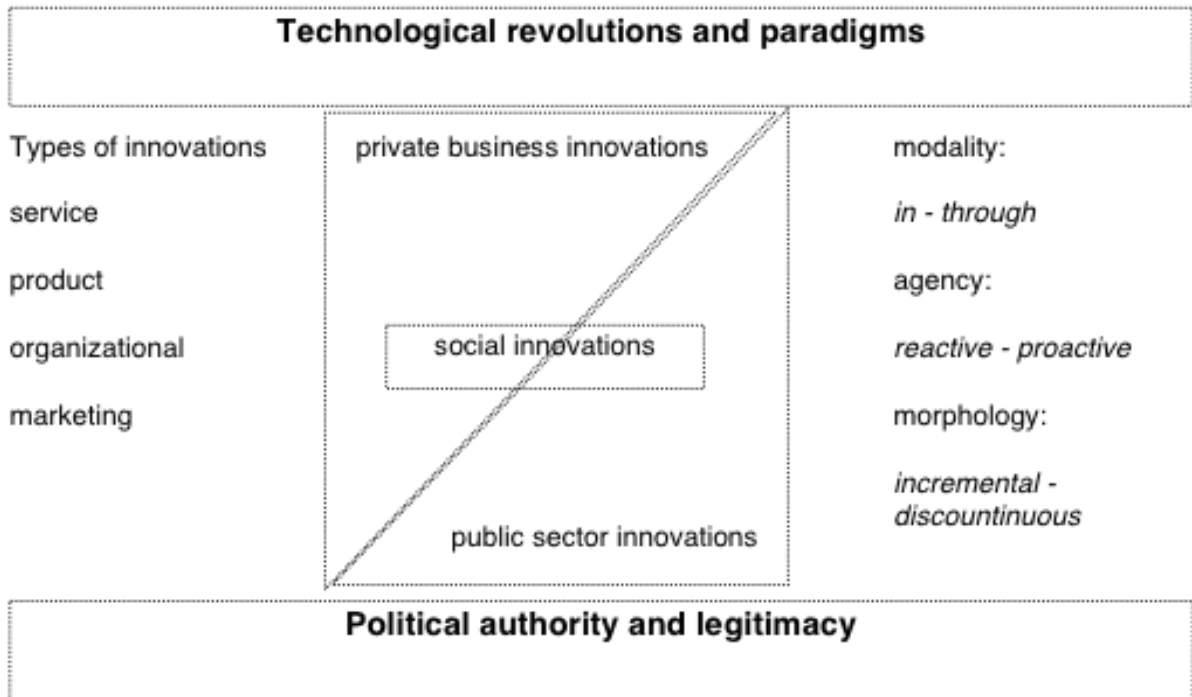 Technological revolutions and paradigms
Types of innovations
private business innovations
modality:
service
in - through
product
agency:
organizational
social innovations
reactive - proactive
marketing
morphology:
incremental -
discountinuous
public sector innovations
Political authority and legitimacy